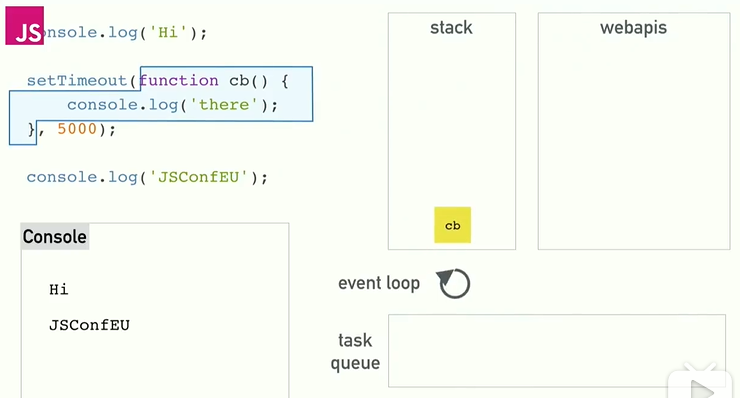 JS
console.log('Hi');
setTimeout(function cb() {
console.log('there');
}, 5000);
console.log('JSConfEU');
Console
Hi
JSConfEU
stack
webapis
cb
event loop
task
queue